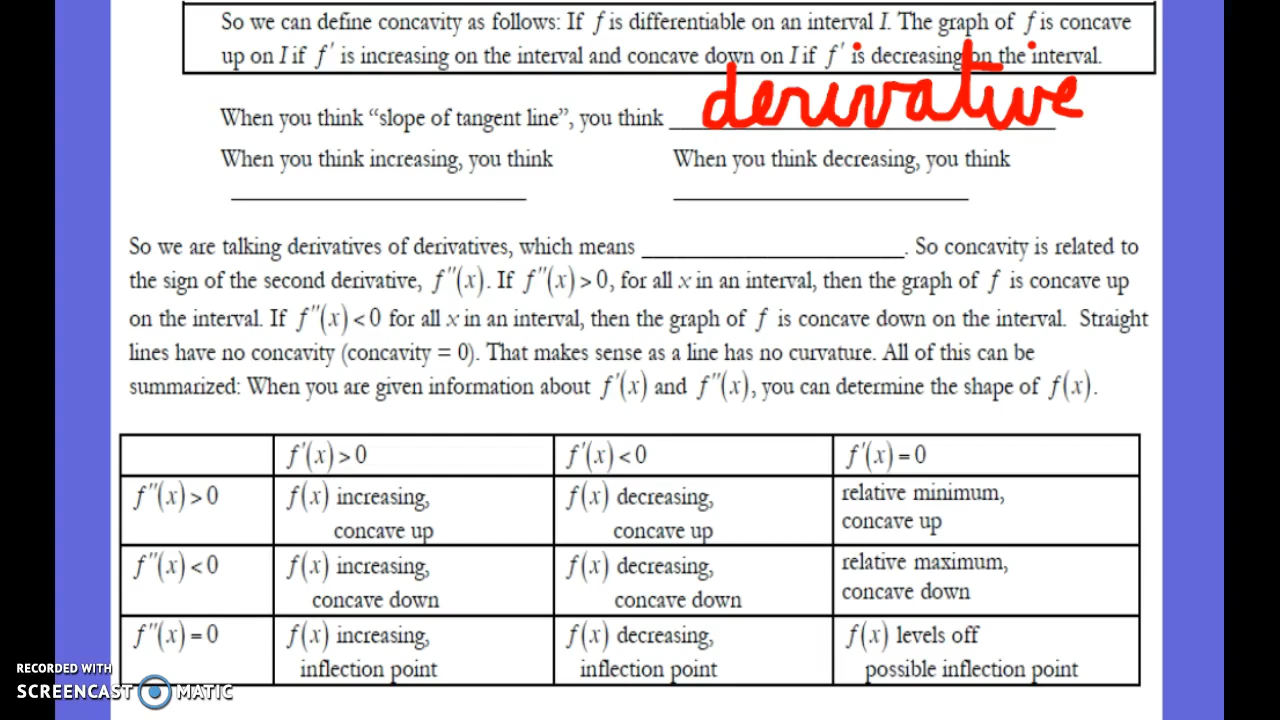 So we can define concavity as follows: If f is differentiable on an interval I. The graph of f is concave
up on I if f' is increasing on the interval and concave down on I if f' is decreasing on the interval.
When you think “slope of tangent line”, you think derivative
When you think increasing, you think When you think decreasing, you think
So we are talking derivatives of derivatives, which means ____________________. So concavity is related to
the sign of the second derivative, f''(x). If f''(x) > 0, for all x in an interval, then the graph of f is concave up
on the interval. If f''(x) < 0 for all x in an interval, then the graph of f is concave down on the interval. Straight
lines have no concavity (concavity = 0). That makes sense as a line has no curvature. All of this can be
summarized: When you are given information about f'(x) and f''(x), you can determine the shape of f(x).
f'(x) > 0 f'(x) < 0 f'(x) = 0
f''(x) > 0 f(x) increasing, f(x) decreasing, relative minimum,
concave up concave up concave up
f''(x) < 0 f(x) increasing, f(x) decreasing, relative maximum,
concave down concave down concave down
f''(x) = 0 f(x) increasing, f(x) decreasing, f(x) levels off
inflection point inflection point possible inflection point
RECORDED WITH
SCREENCAST MATIC